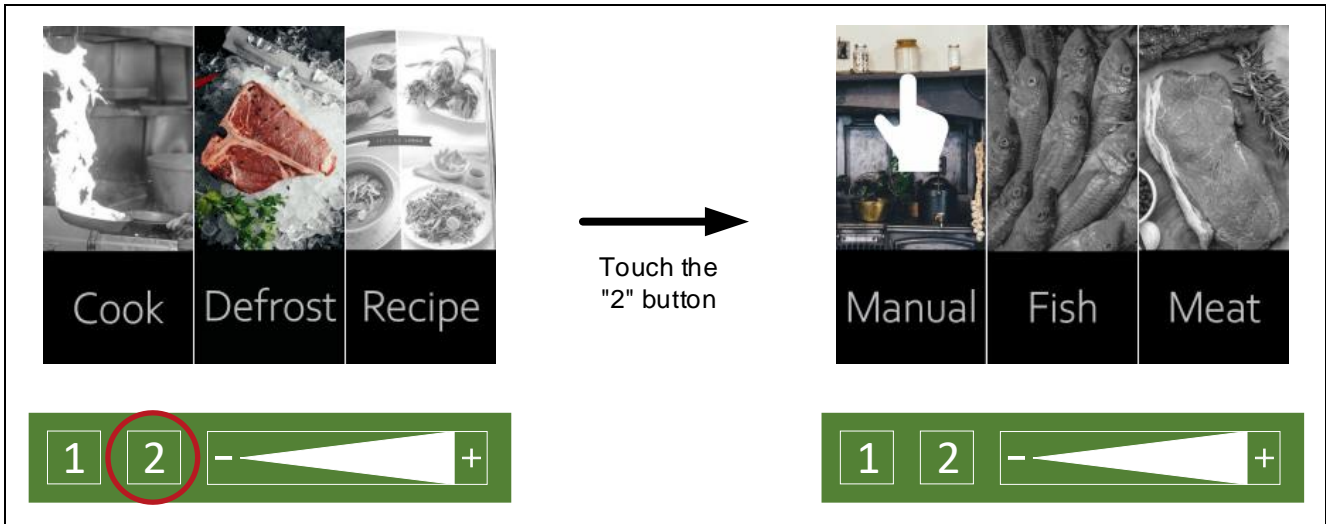 Cook Defrost Recipe
Touch the
"2" button
Manual Fish Meat
1 2 - +
1 2 - +